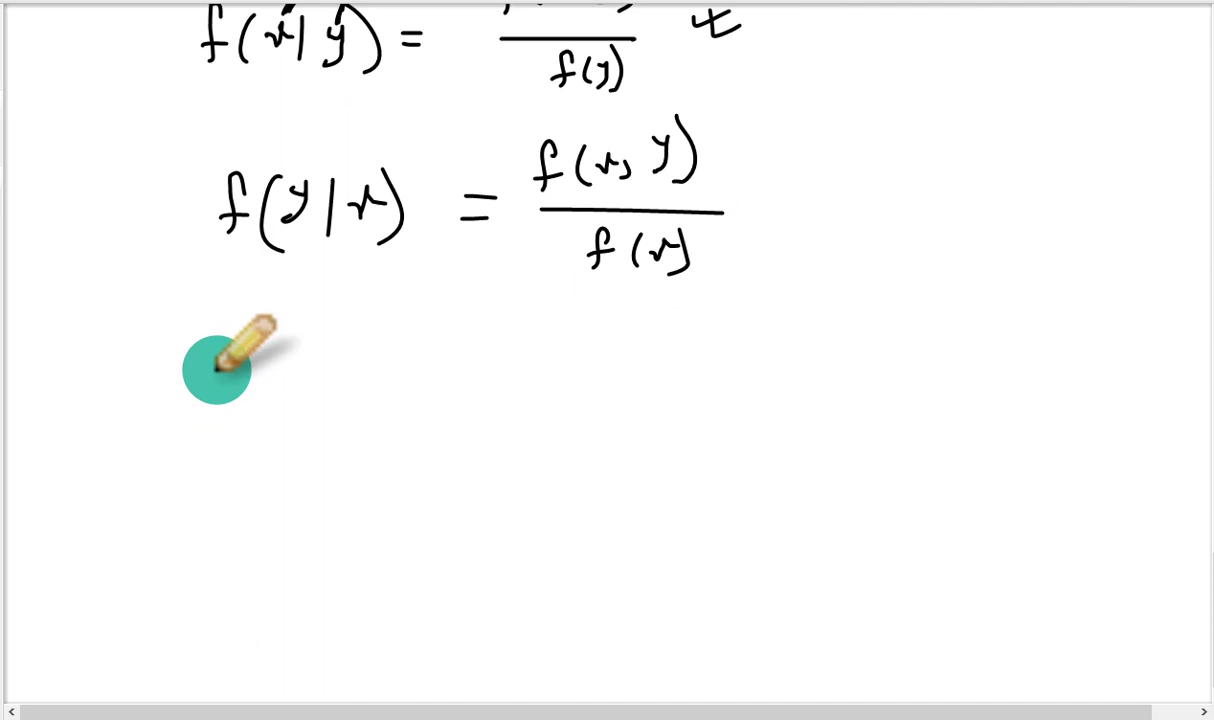 f(x|y) =
f(y)
f(y|x) = f(x, y)
f(x)